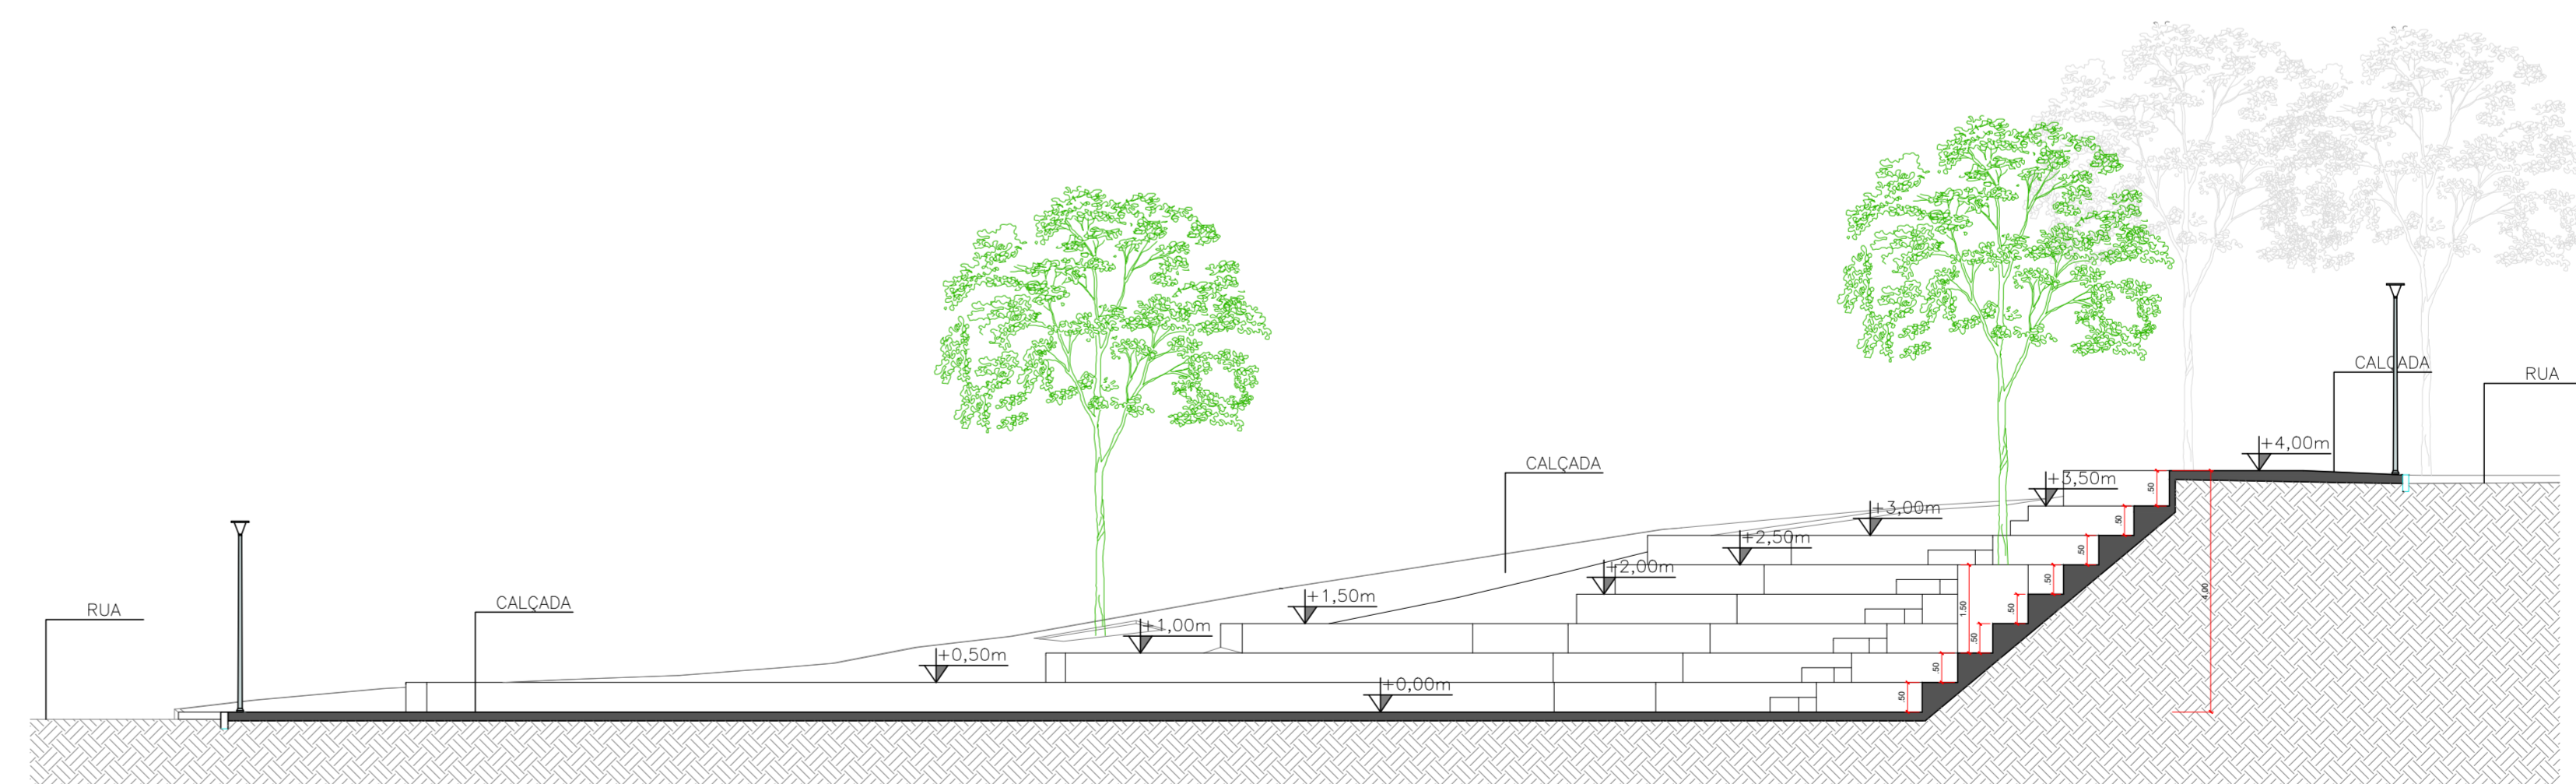 CALÇADA
RUA
+4,00m
CALÇADA
+3,50m
.50
+3,00m
.50
+2,50m
.50
+2,00m
.50
4.00
RUA
CALÇADA
+1,50m
1.50
.50
+1,00m
.50
+0,50m
.50
+0,00m
.50